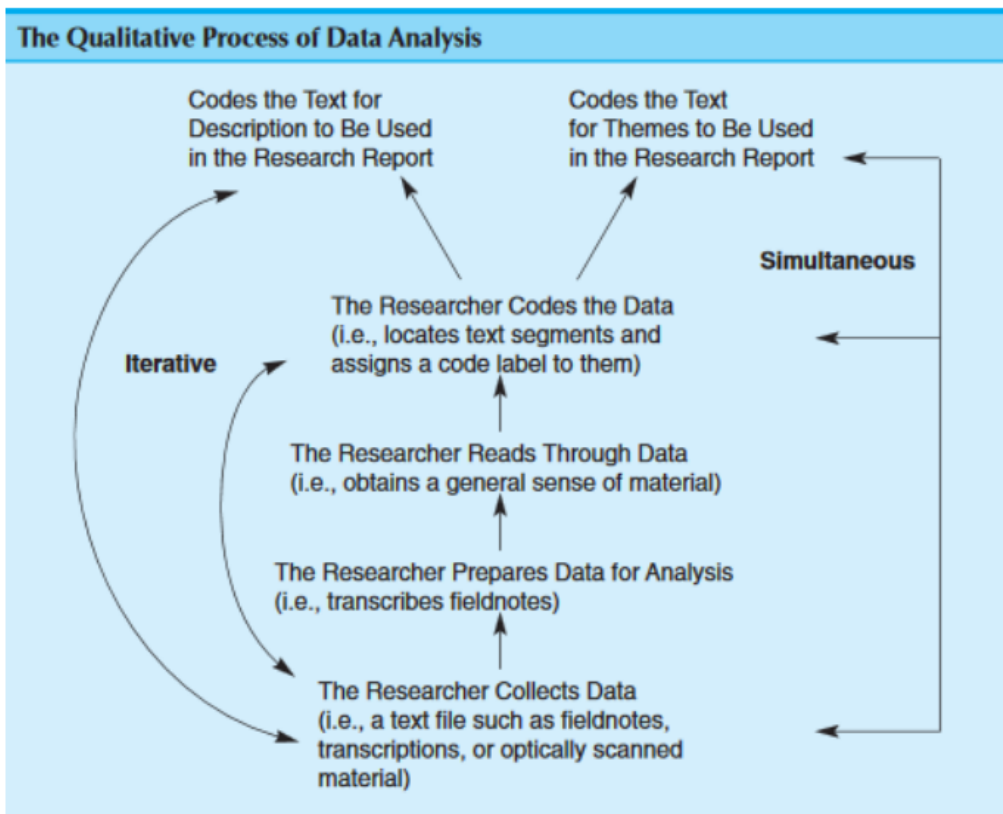 The Qualitative Process of Data Analysis
Codes the Text for
Description to Be Used
in the Research Report
Codes the Text
for Themes to Be Used
in the Research Report
Simultaneous
The Researcher Codes the Data
(i.e., locates text segments and
assigns a code label to them)
Iterative
The Researcher Reads Through Data
(i.e., obtains a general sense of material)
The Researcher Prepares Data for Analysis
(i.e., transcribes fieldnotes)
The Researcher Collects Data
(i.e., a text file such as fieldnotes,
transcriptions, or optically scanned
material)